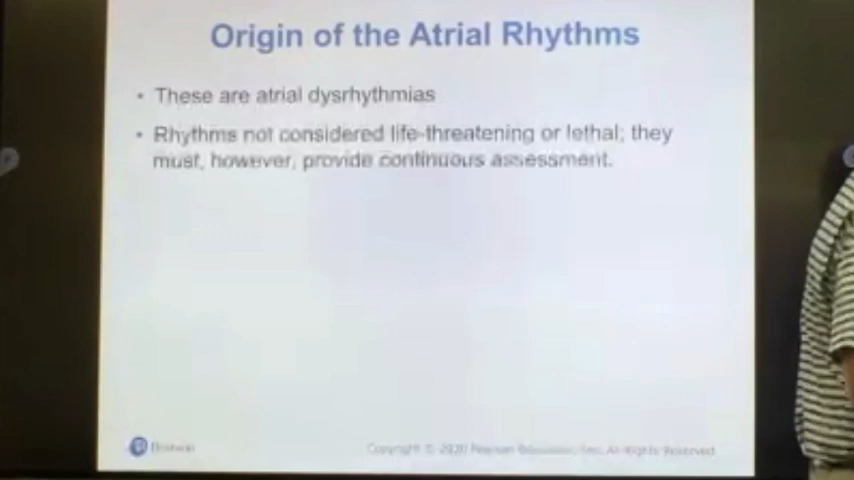 Origin of the Atrial Rhythms
• These are atrial dysrhythmias
• Rhythms not considered life-threatening or lethal; they
must, however, provide continuous assessment.
Pearson
Copyright © 2020 Pearson Education, Inc. All Rights Reserved